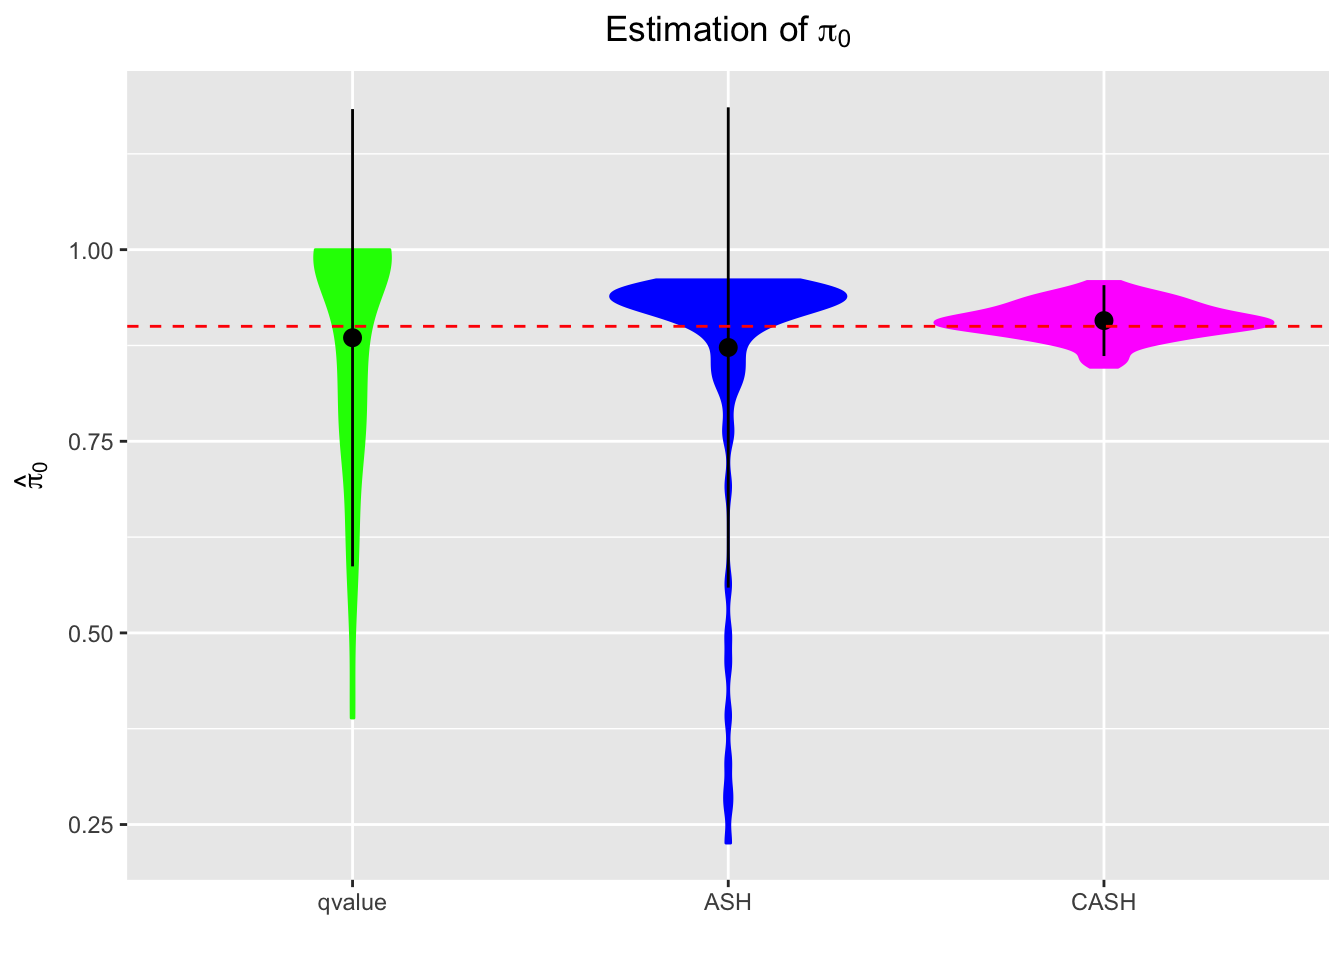 Estimation of π₀
π̂₀
1.00
0.75
0.50
0.25
qvalue ASH CASH